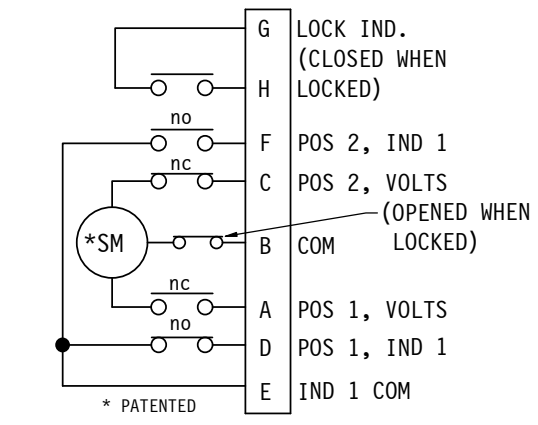 G LOCK IND.
(CLOSED WHEN
H LOCKED)
no
F POS 2, IND 1
nc
C POS 2, VOLTS
(OPENED WHEN
*SM B COM LOCKED)
nc
A POS 1, VOLTS
no
D POS 1, IND 1
E IND 1 COM
* PATENTED